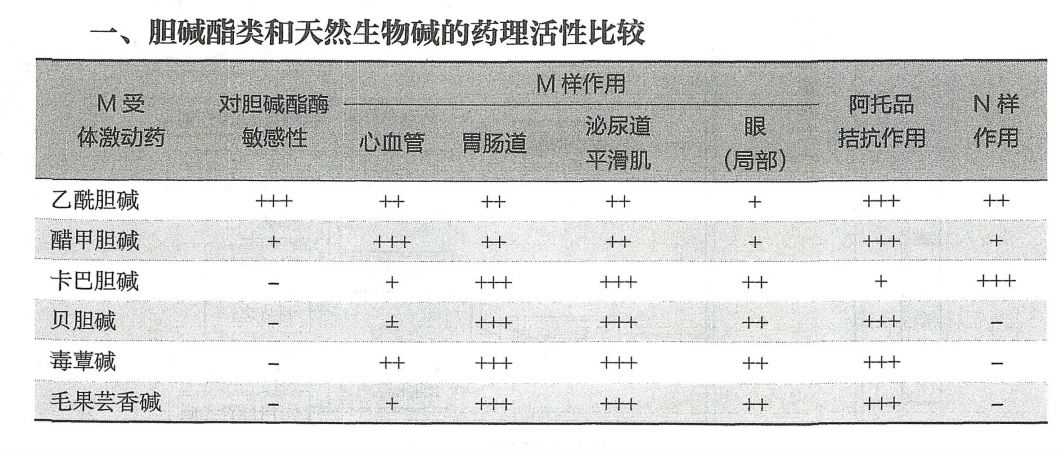 一、胆碱酯类和天然生物碱的药理活性比较
M 受体激动药 对胆碱酯酶敏感性 M 样作用 阿托品拮抗作用 N 样作用
心血管 胃肠道 泌尿道平滑肌 眼（局部）
乙酰胆碱 +++ ++ ++ ++ + +++ ++
醋甲胆碱 + +++ ++ ++ + +++ +
卡巴胆碱 – + +++ +++ ++ + +++
贝胆碱 – ± +++ +++ ++ +++ –
毒蕈碱 – ++ +++ +++ ++ +++ –
毛果芸香碱 – + +++ +++ ++ +++ –